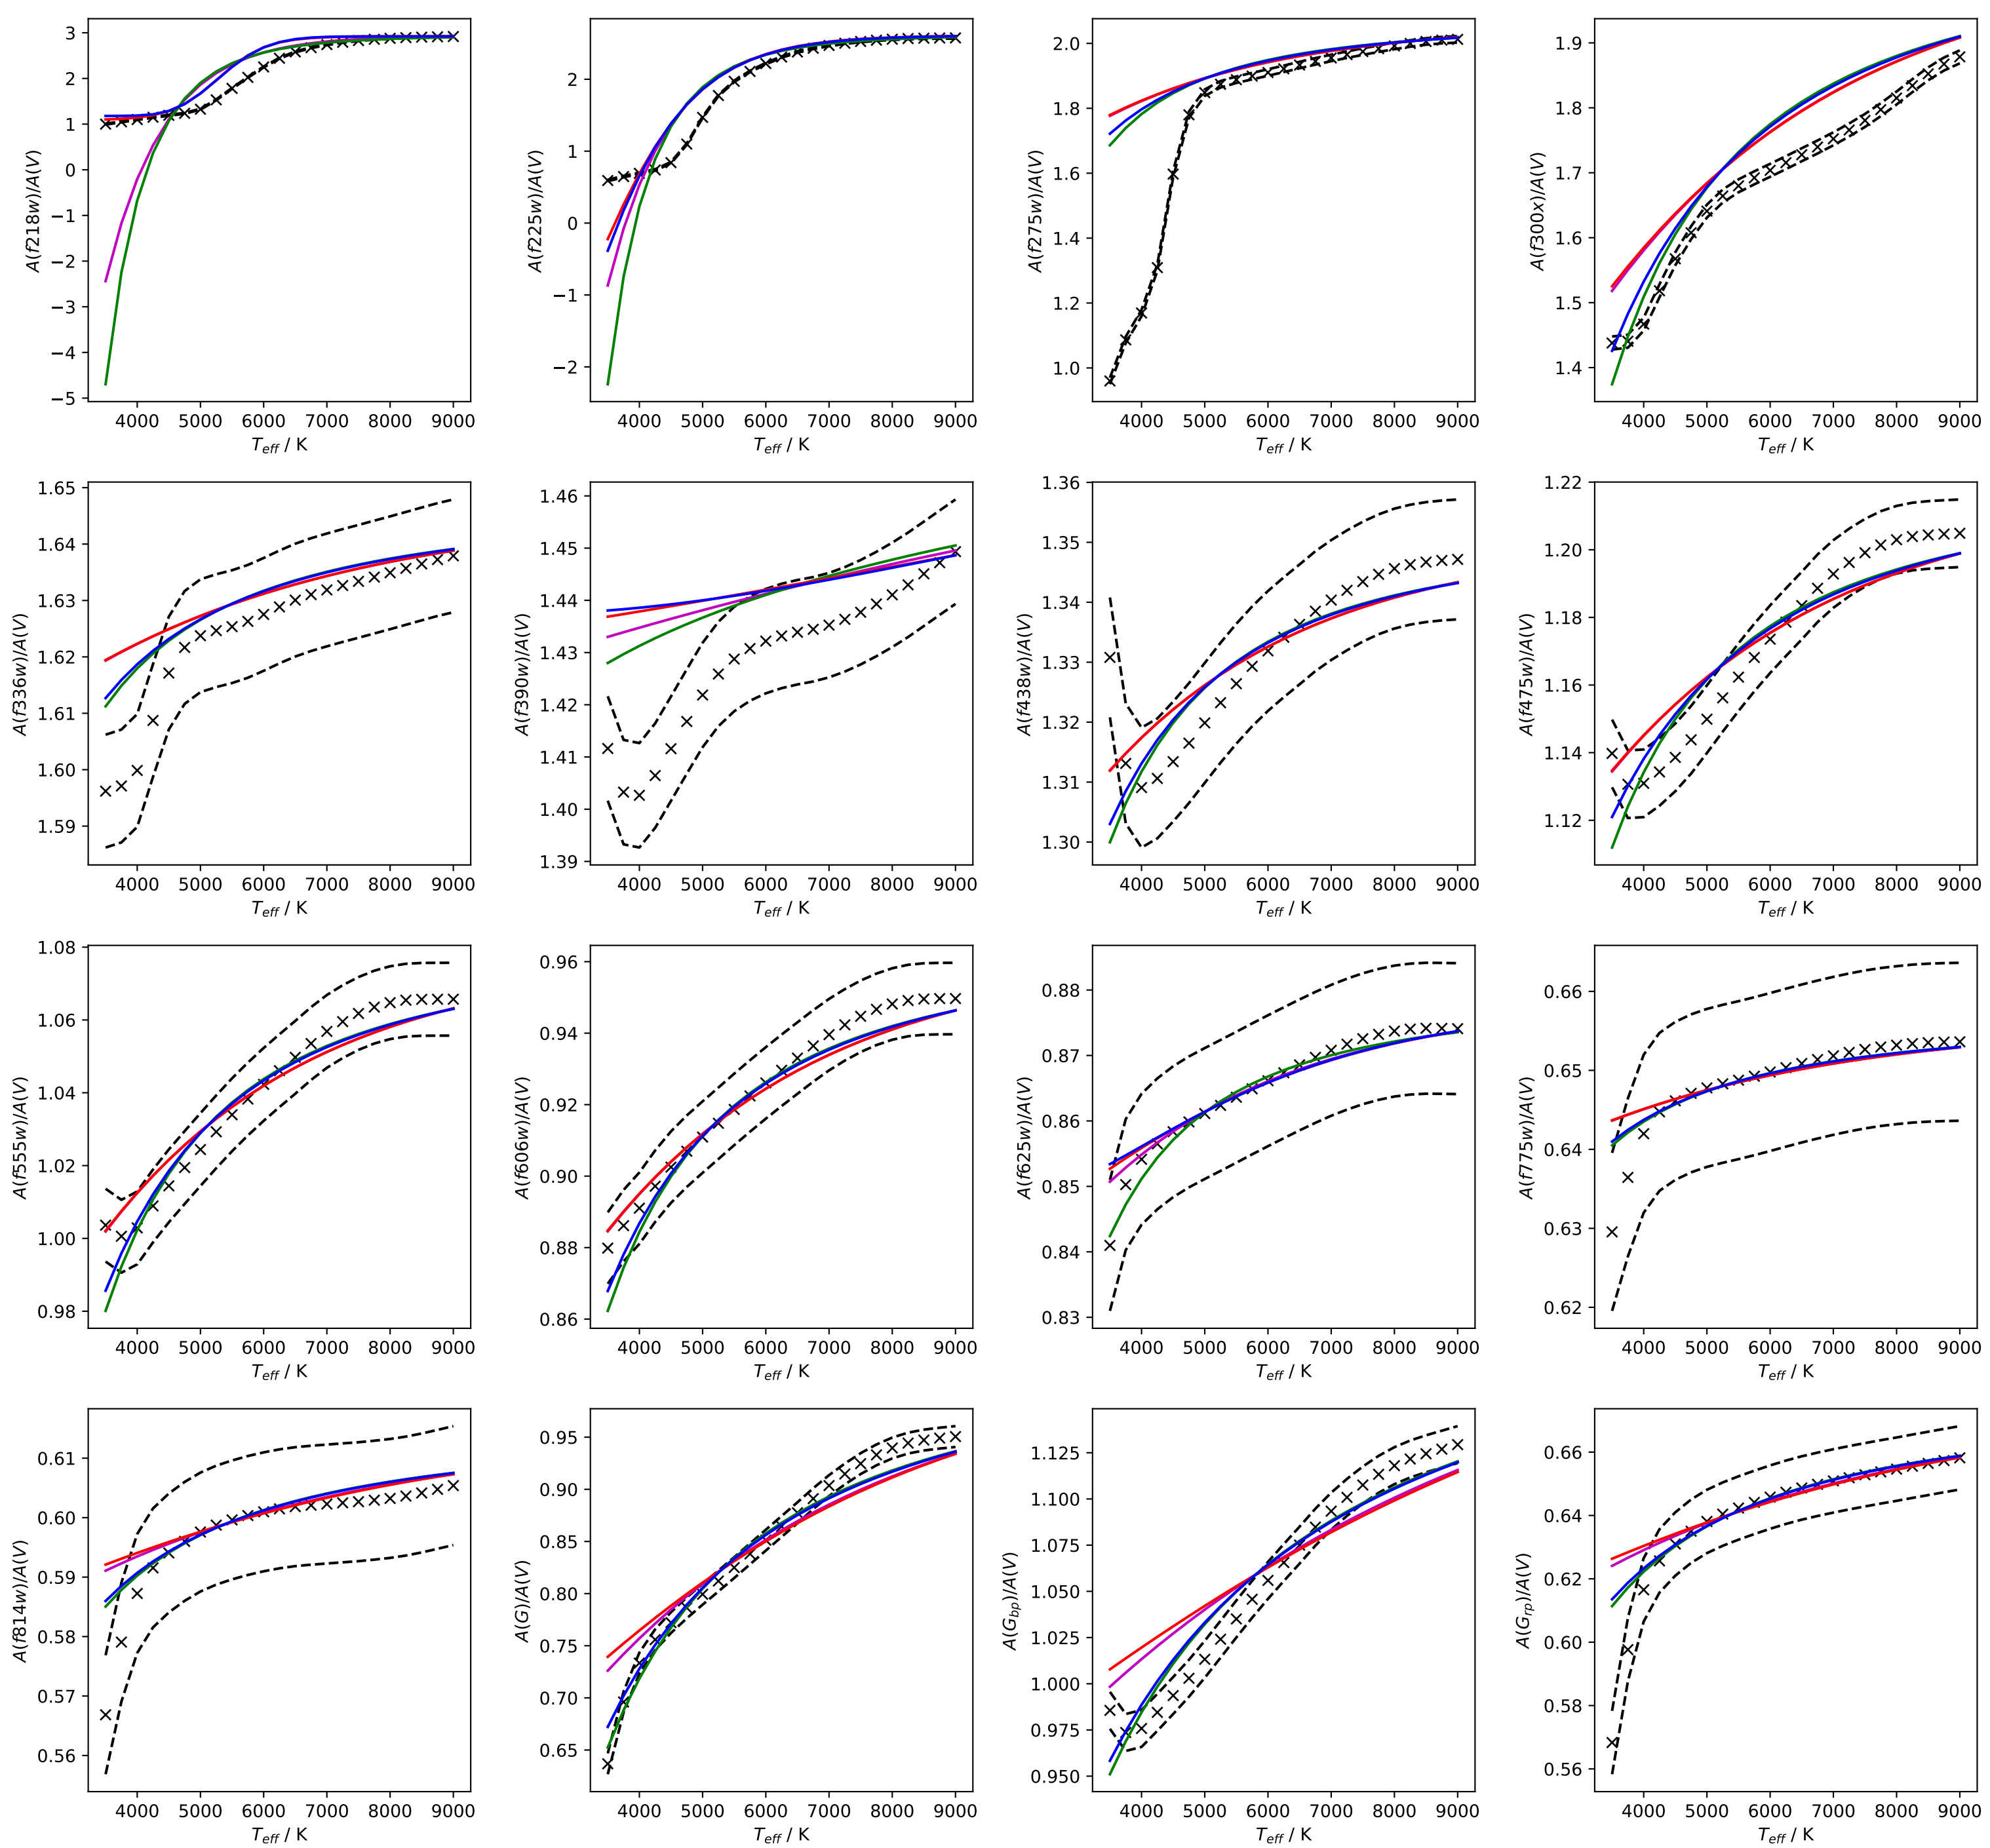 A(f218w)/A(V)
3
2
1
0
−1
−2
−3
−4
−5
4000 5000 6000 7000 8000 9000
T_eff / K
A(f225w)/A(V)
2
1
0
−1
−2
4000 5000 6000 7000 8000 9000
T_eff / K
A(f275w)/A(V)
2.0
1.8
1.6
1.4
1.2
1.0
4000 5000 6000 7000 8000 9000
T_eff / K
A(f300x)/A(V)
1.9
1.8
1.7
1.6
1.5
1.4
4000 5000 6000 7000 8000 9000
T_eff / K
A(f336w)/A(V)
1.65
1.64
1.63
1.62
1.61
1.60
1.59
4000 5000 6000 7000 8000 9000
T_eff / K
A(f390w)/A(V)
1.46
1.45
1.44
1.43
1.42
1.41
1.40
1.39
4000 5000 6000 7000 8000 9000
T_eff / K
A(f438w)/A(V)
1.36
1.35
1.34
1.33
1.32
1.31
1.30
4000 5000 6000 7000 8000 9000
T_eff / K
A(f475w)/A(V)
1.22
1.20
1.18
1.16
1.14
1.12
4000 5000 6000 7000 8000 9000
T_eff / K
A(f555w)/A(V)
1.08
1.06
1.04
1.02
1.00
0.98
4000 5000 6000 7000 8000 9000
T_eff / K
A(f606w)/A(V)
0.96
0.94
0.92
0.90
0.88
0.86
4000 5000 6000 7000 8000 9000
T_eff / K
A(f625w)/A(V)
0.88
0.87
0.86
0.85
0.84
0.83
4000 5000 6000 7000 8000 9000
T_eff / K
A(f775w)/A(V)
0.66
0.65
0.64
0.63
0.62
4000 5000 6000 7000 8000 9000
T_eff / K
A(f814w)/A(V)
0.61
0.60
0.59
0.58
0.57
0.56
4000 5000 6000 7000 8000 9000
T_eff / K
A(G)/A(V)
0.95
0.90
0.85
0.80
0.75
0.70
0.65
4000 5000 6000 7000 8000 9000
T_eff / K
A(G_bp)/A(V)
1.125
1.100
1.075
1.050
1.025
1.000
0.975
0.950
4000 5000 6000 7000 8000 9000
T_eff / K
A(G_rp)/A(V)
0.66
0.64
0.62
0.60
0.58
0.56
4000 5000 6000 7000 8000 9000
T_eff / K